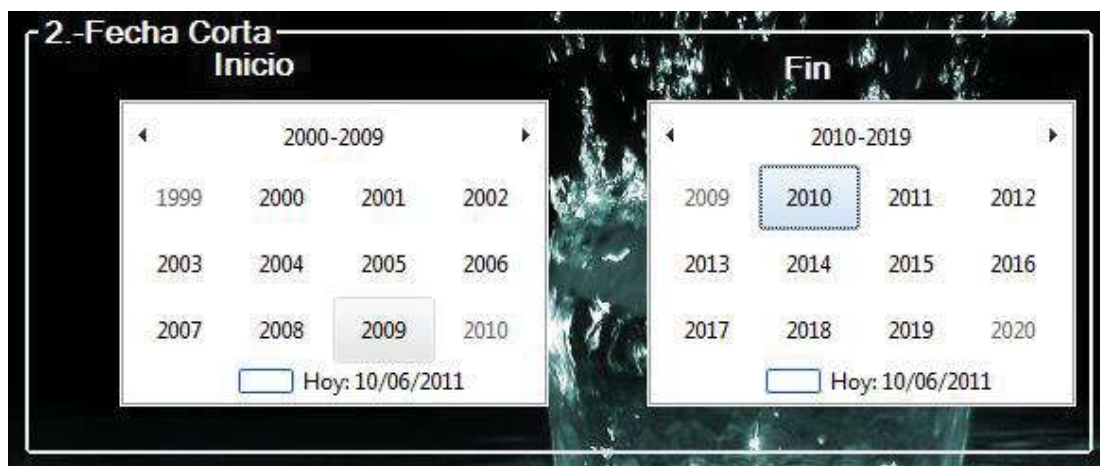 2.-Fecha Corta
Inicio
Fin
2000-2009
1999 2000 2001 2002
2003 2004 2005 2006
2007 2008 2009 2010
Hoy: 10/06/2011
2010-2019
2009 2010 2011 2012
2013 2014 2015 2016
2017 2018 2019 2020
Hoy: 10/06/2011